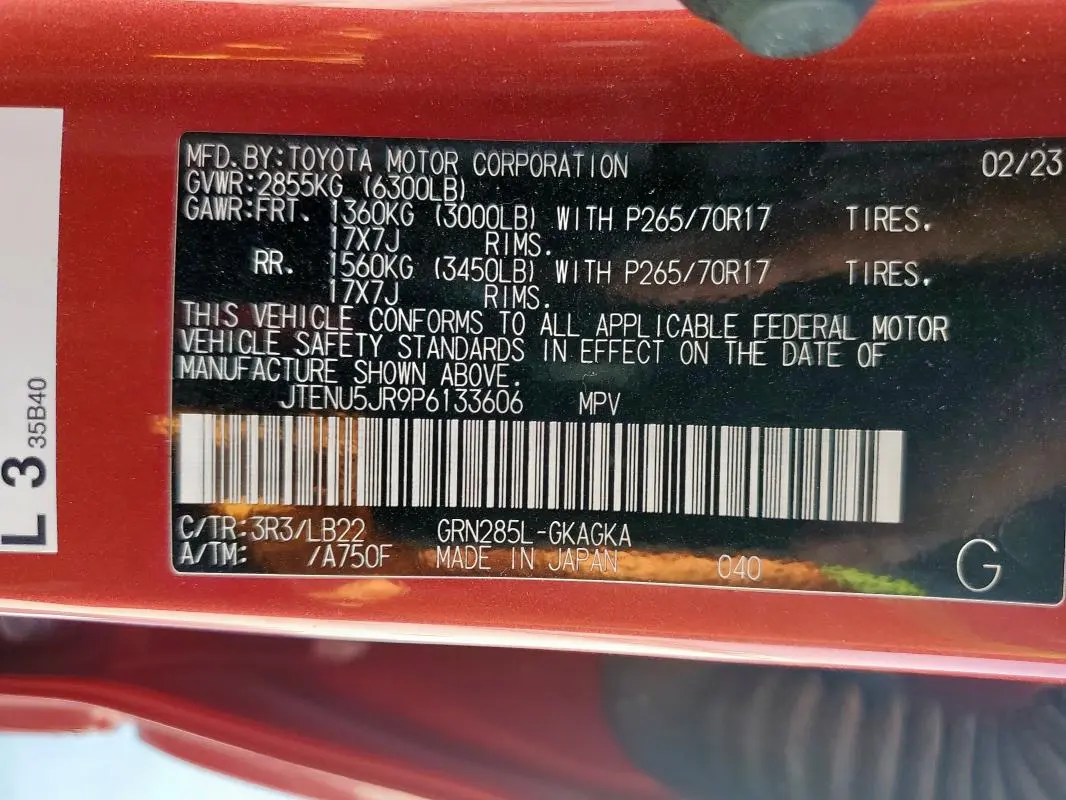 MFD.BY:TOYOTA MOTOR CORPORATION 02/23
GVWR:2855KG (6300LB)
GAWR:FRT. 1360KG (3000LB) WITH P265/70R17 TIRES.
17X7J RIMS.
RR. 1560KG (3450LB) WITH P265/70R17 TIRES.
17X7J RIMS.
THIS VEHICLE CONFORMS TO ALL APPLICABLE FEDERAL MOTOR
VEHICLE SAFETY STANDARDS IN EFFECT ON THE DATE OF
MANUFACTURE SHOWN ABOVE.
JTENU5JR9P6133606 MPV
C/TR:3R3/LB22 GRN285L-GKAGKA
A/TM: /A750F MADE IN JAPAN 040 G
L 3 35B40